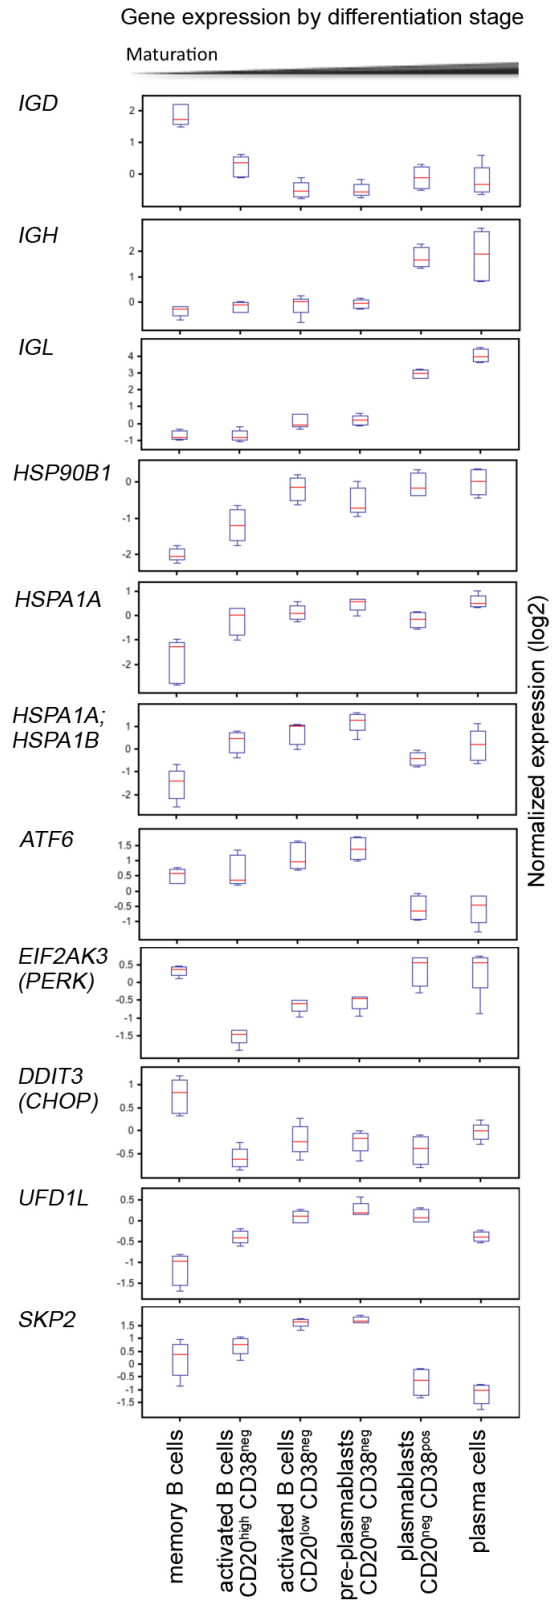 Gene expression by differentiation stage
Maturation
IGD
2
1
0
IGH
2
1
0
IGL
4
3
2
1
0
-1
HSP90B1
0
-1
-2
HSPA1A
1
0
-1
-2
HSPA1A;
HSPA1B
1
0
-1
-2
ATF6
1.5
1
0.5
0
-0.5
-1
EIF2AK3
(PERK)
0.5
0
-0.5
-1
-1.5
DDIT3
(CHOP)
1
0.5
0
-0.5
UFD1L
0.5
0
-0.5
-1
-1.5
SKP2
1.5
1
0.5
0
-0.5
-1
-1.5
Normalized expression (log2)
memory B cells
activated B cells
CD20high CD38neg
activated B cells
CD20low CD38neg
pre-plasmablasts
CD20neg CD38neg
plasmablasts
CD20neg CD38pos
plasma cells